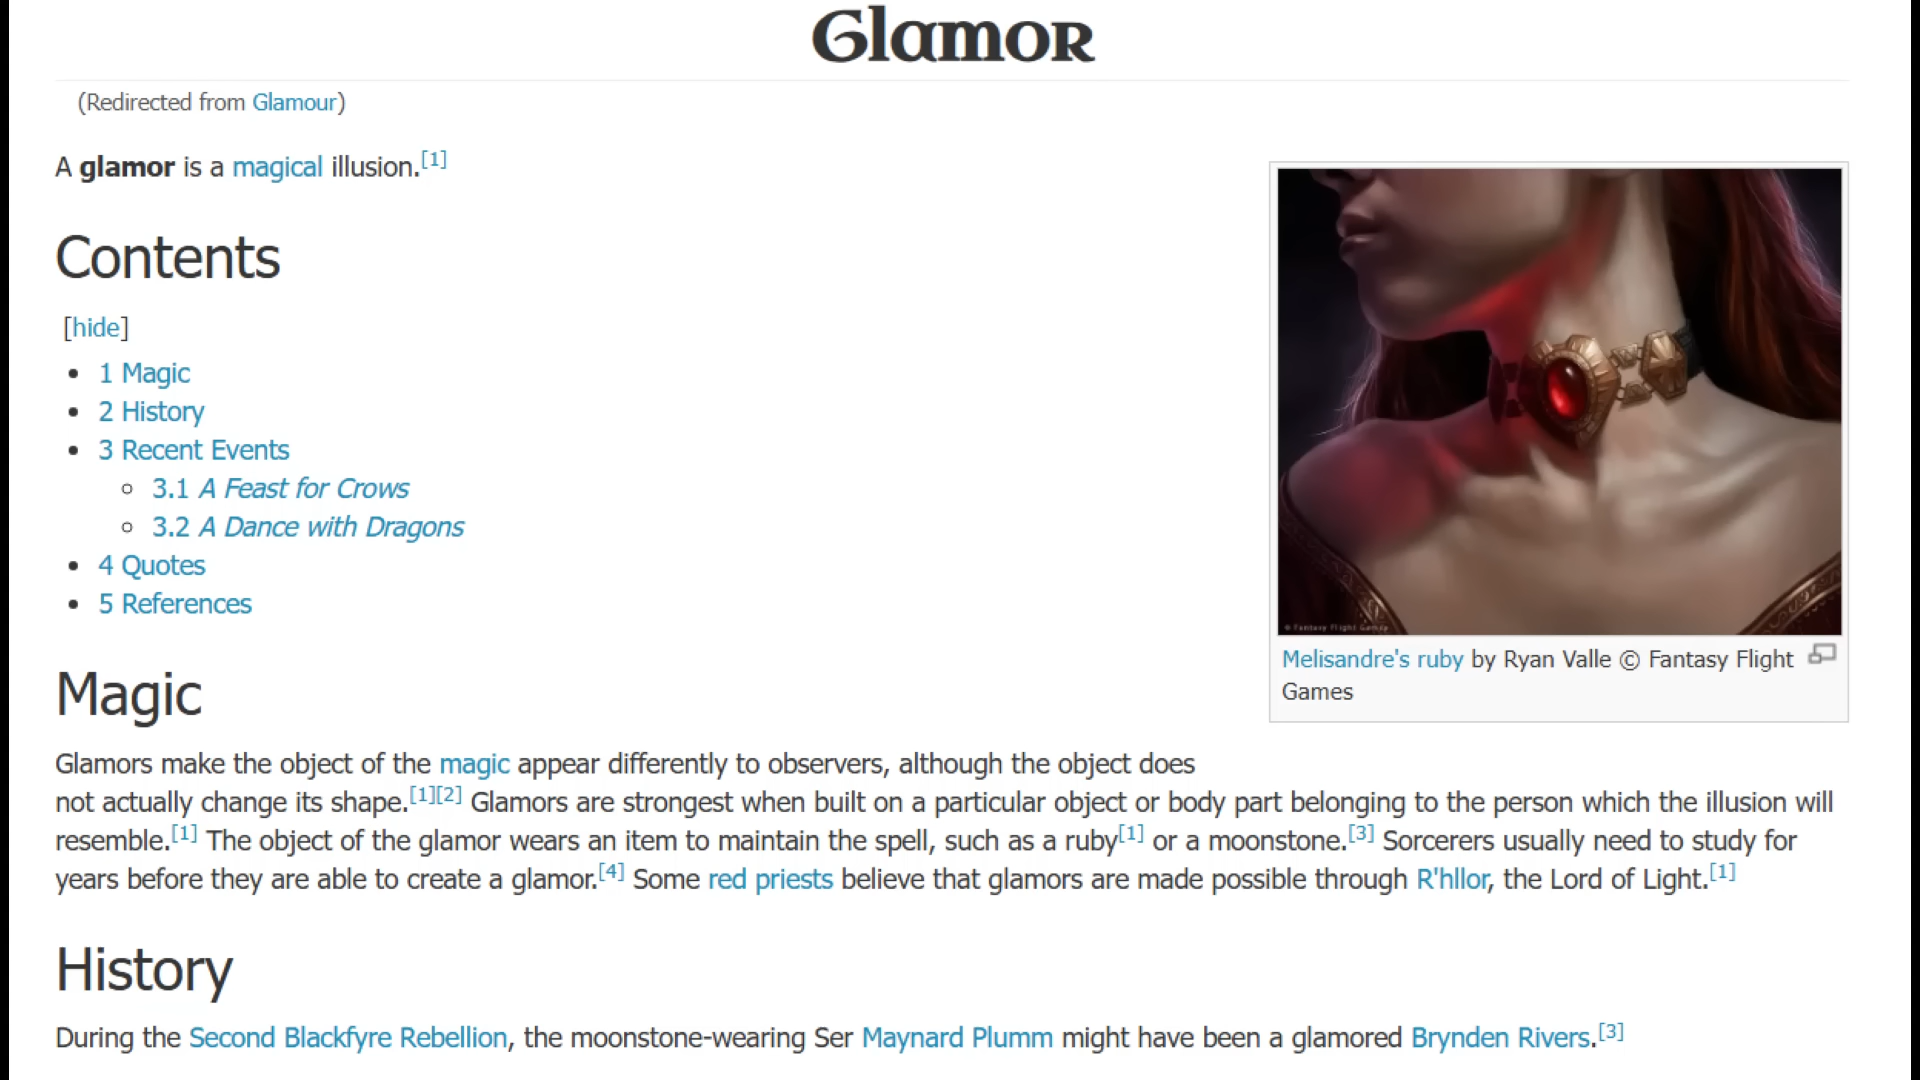 Glamor
(Redirected from Glamour)
A glamor is a magical illusion.[1]
Contents
[hide]
1 Magic
2 History
3 Recent Events
3.1 A Feast for Crows
3.2 A Dance with Dragons
4 Quotes
5 References
© Fantasy Flight Games
Melisandre's ruby by Ryan Valle © Fantasy Flight
Games
Magic
Glamors make the object of the magic appear differently to observers, although the object does
not actually change its shape.[1][2] Glamors are strongest when built on a particular object or body part belonging to the person which the illusion will
resemble.[1] The object of the glamor wears an item to maintain the spell, such as a ruby[1] or a moonstone.[3] Sorcerers usually need to study for
years before they are able to create a glamor.[4] Some red priests believe that glamors are made possible through R'hllor, the Lord of Light.[1]
History
During the Second Blackfyre Rebellion, the moonstone-wearing Ser Maynard Plumm might have been a glamored Brynden Rivers.[3]